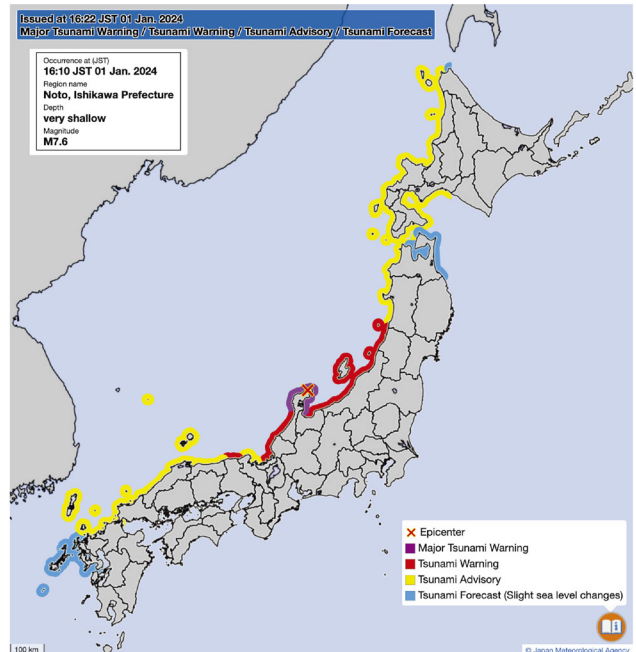 Issued at 16:22 JST 01 Jan. 2024
Major Tsunami Warning / Tsunami Warning / Tsunami Advisory / Tsunami Forecast
Occurrence at (JST)
16:10 JST 01 Jan. 2024
Region name
Noto, Ishikawa Prefecture
Depth
very shallow
Magnitude
M7.6
Epicenter
Major Tsunami Warning
Tsunami Warning
Tsunami Advisory
Tsunami Forecast (Slight sea level changes)
100 km
© Japan Meteorological Agency